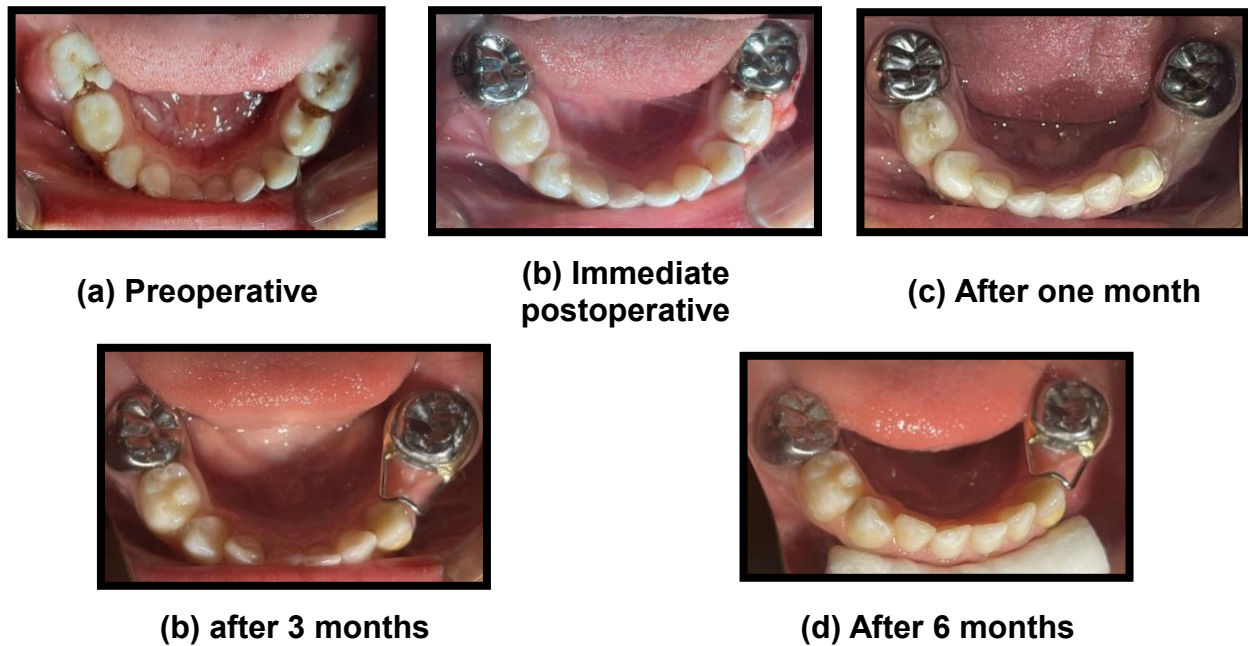 (a) Preoperative
(b) Immediate
postoperative
(c) After one month
(b) after 3 months
(d) After 6 months